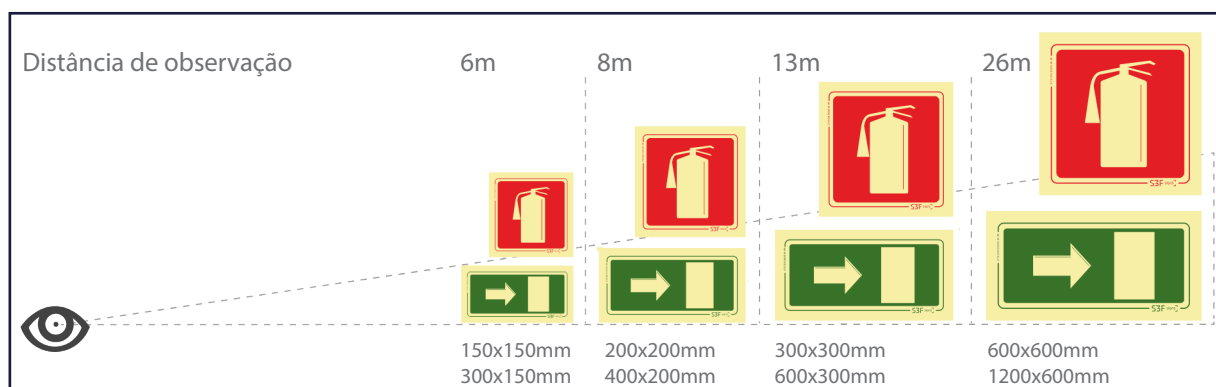 Distância de observação
6m
8m
13m
26m
S3F
S3F
S3F
S3F
S3F
S3F
150x150mm
300x150mm
200x200mm
400x200mm
300x300mm
600x300mm
600x600mm
1200x600mm